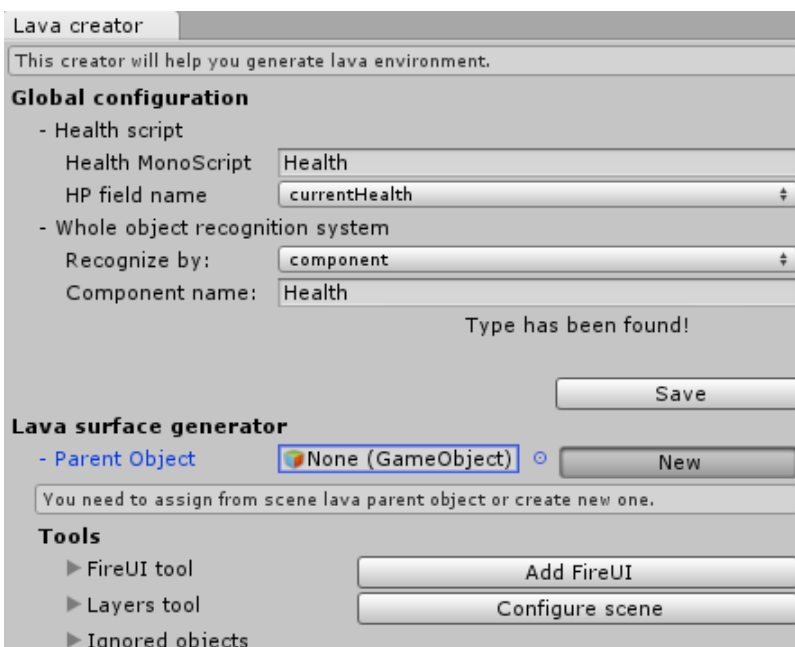 Lava creator
This creator will help you generate lava environment.
Global configuration
- Health script
Health MonoScript Health
HP field name currentHealth
- Whole object recognition system
Recognize by: component
Component name: Health
Type has been found!
Save
Lava surface generator
- Parent Object None (GameObject) New
You need to assign from scene lava parent object or create new one.
Tools
FireUI tool Add FireUI
Layers tool Configure scene
Ignored objects